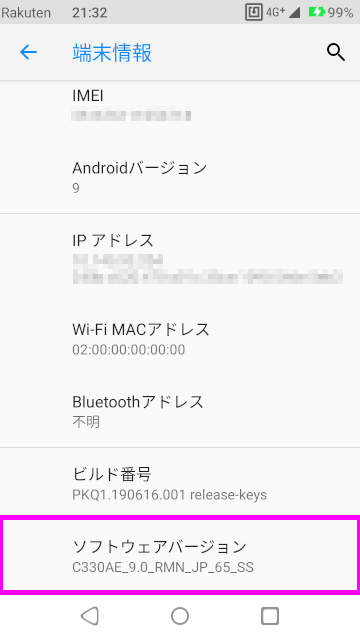 Rakuten 21:32 4G+ 99%
端末情報
IMEI
Androidバージョン
9
IP アドレス
Wi-Fi MACアドレス
02:00:00:00:00:00
Bluetoothアドレス
不明
ビルド番号
PKQ1.190616.001 release-keys
ソフトウェアバージョン
C330AE_9.0_RMN_JP_65_SS